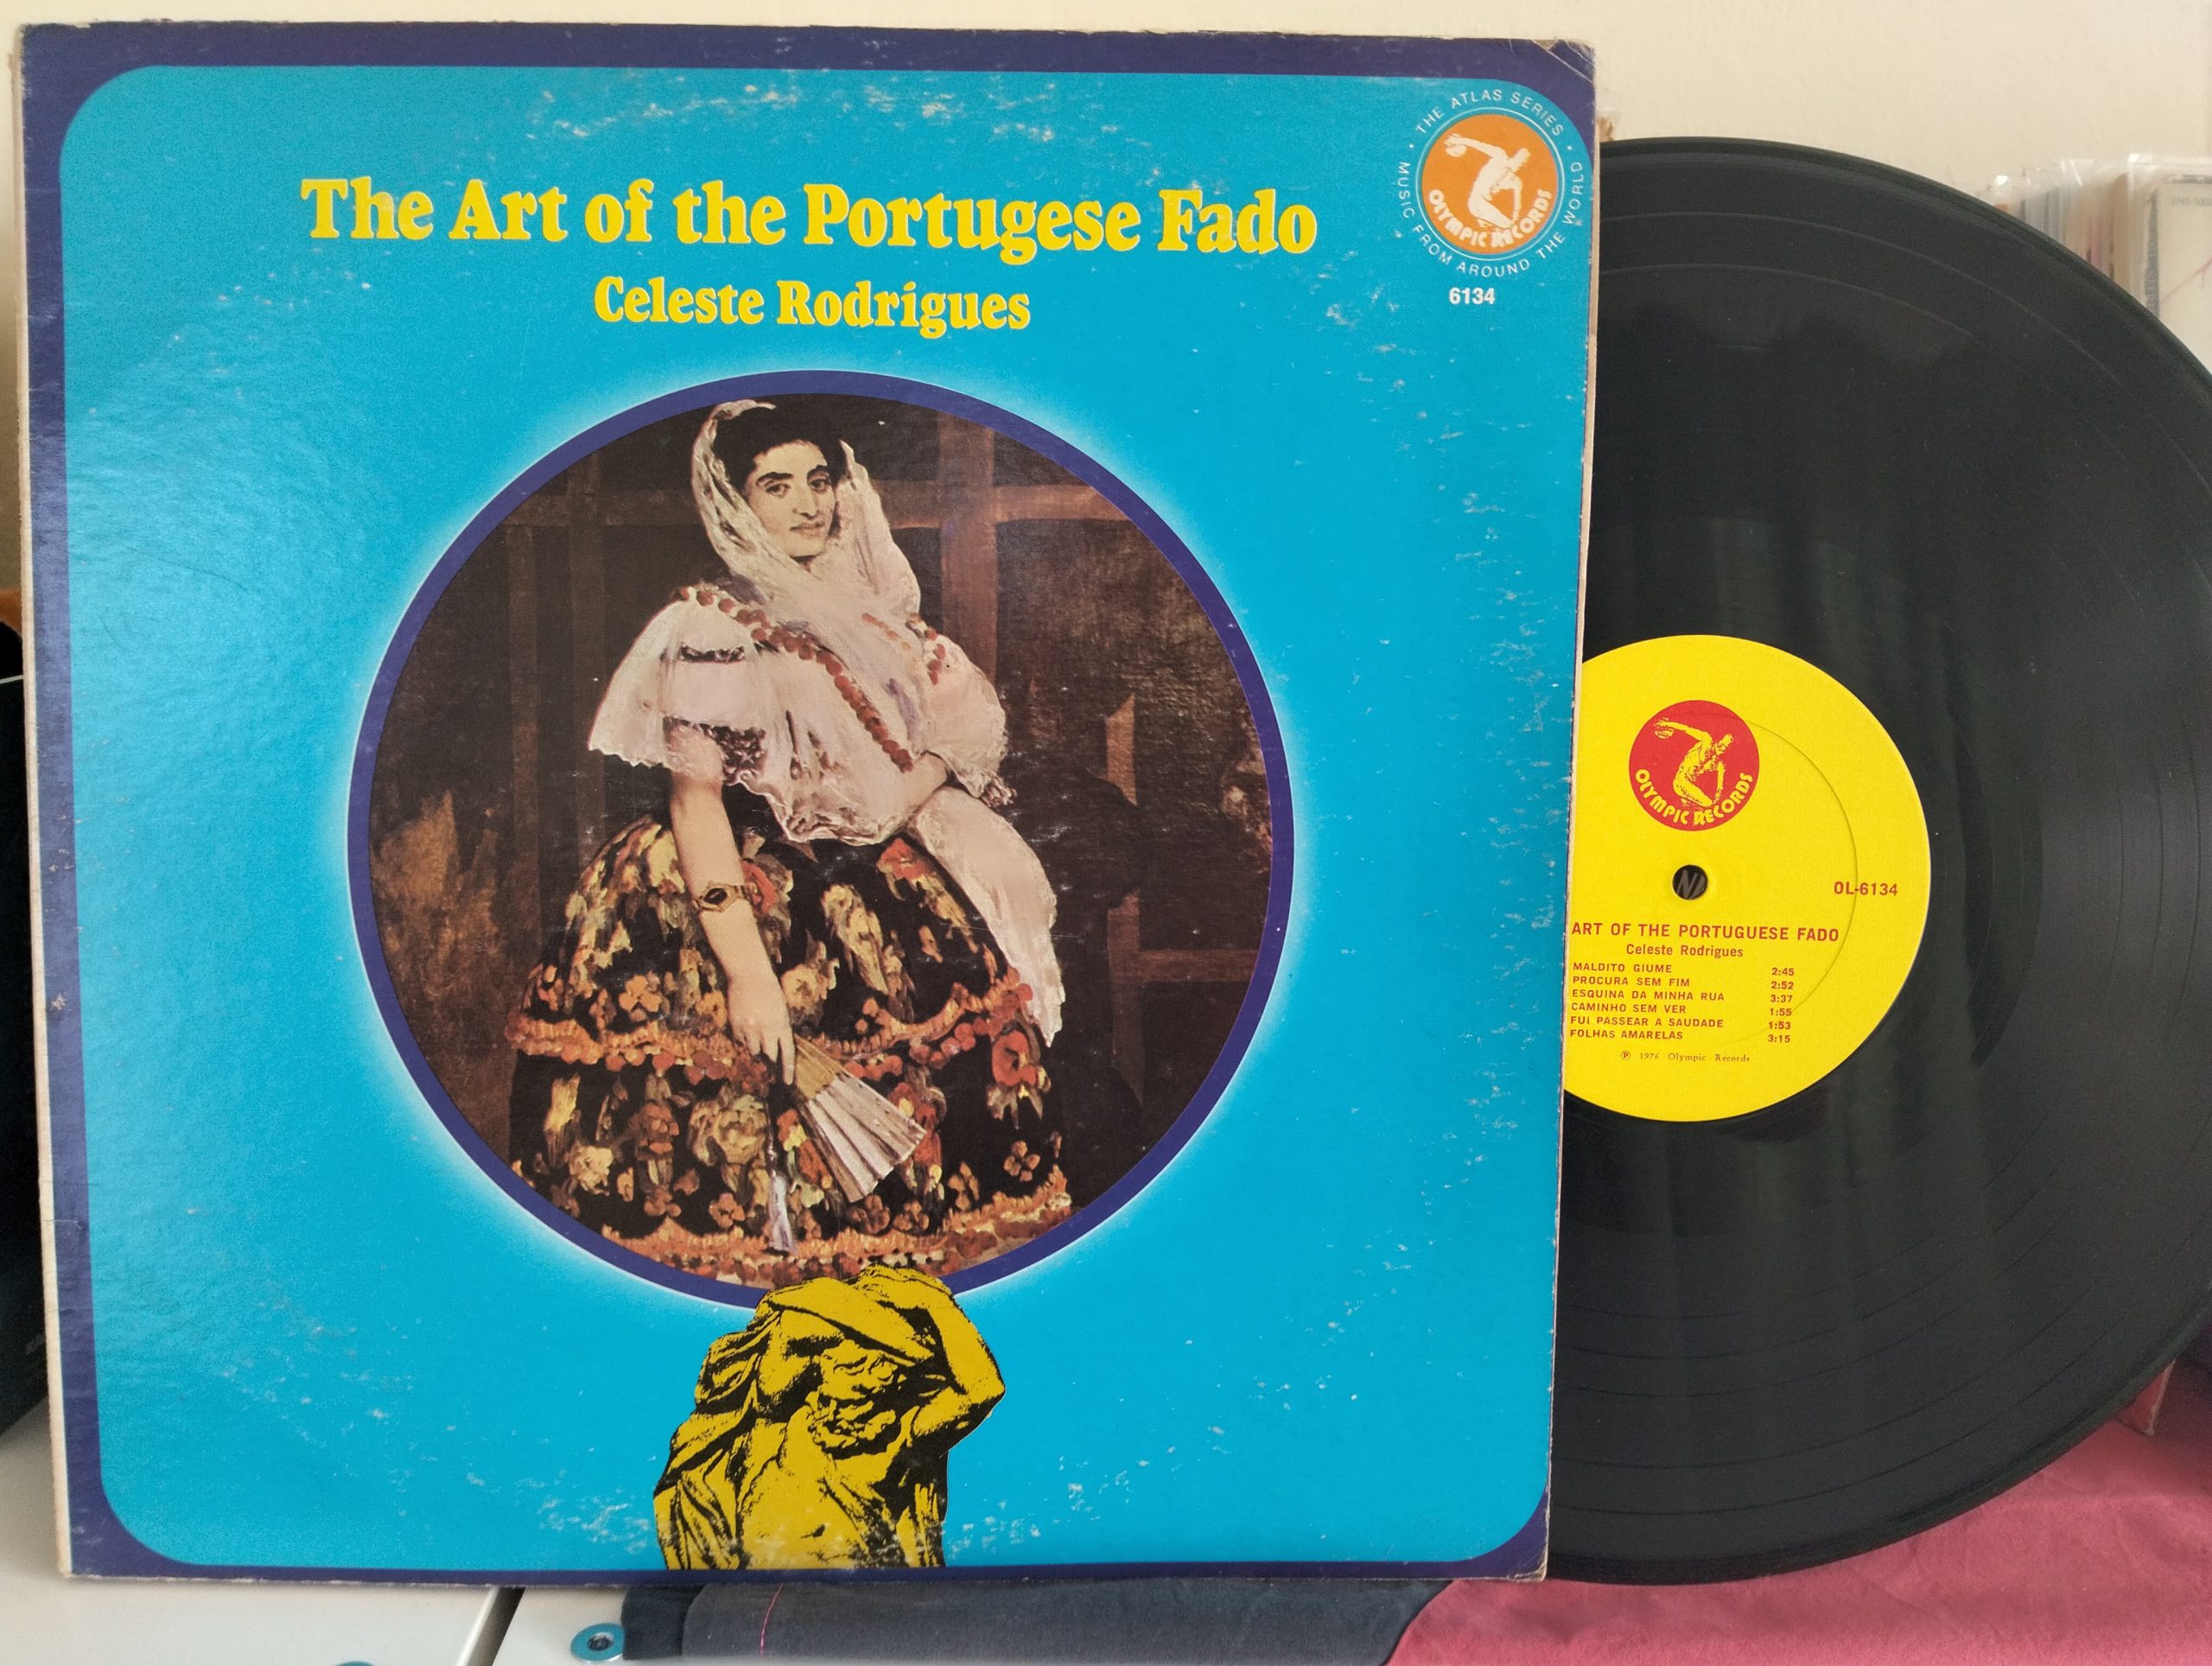 The Art of the Portugese Fado
Celeste Rodrigues
THE ATLAS SERIES • MUSIC FROM AROUND THE WORLD •
OLYMPIC RECORDS
6134
OLYMPIC RECORDS
OL-6134
ART OF THE PORTUGUESE FADO
Celeste Rodrigues
MALDITO GIUME 2:45
PROCURA SEM FIM 2:52
ESQUINA DA MINHA RUA 3:37
CAMINHO SEM VER 1:55
FUI PASSEAR A SAUDADE 1:53
FOLHAS AMARELAS 3:15
℗ 1976 Olympic Records